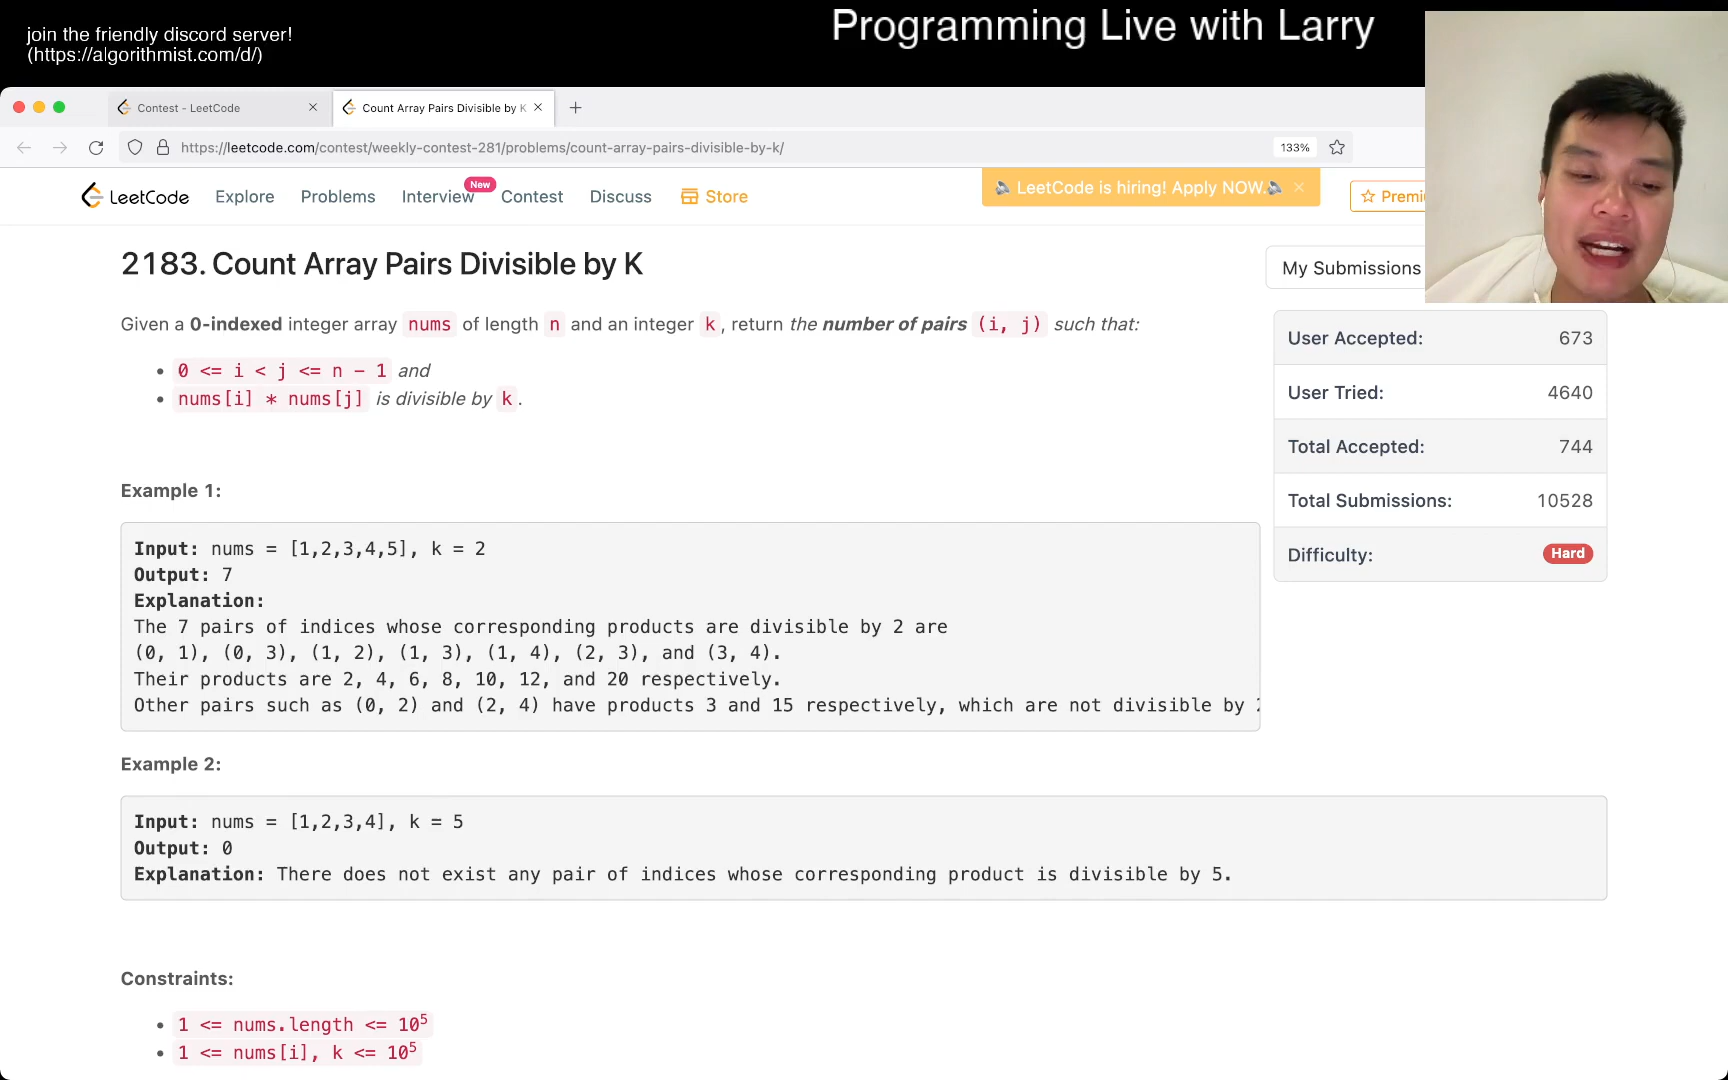 join the friendly discord server!
(https://algorithmist.com/d/)
Programming Live with Larry
Contest - LeetCode
Count Array Pairs Divisible by K
https://leetcode.com/contest/weekly-contest-281/problems/count-array-pairs-divisible-by-k/
133%
LeetCode Explore Problems Interview New Contest Discuss Store
LeetCode is hiring! Apply NOW.
Premi
2183. Count Array Pairs Divisible by K
My Submissions
Given a 0-indexed integer array nums of length n and an integer k, return the number of pairs (i, j) such that:
• 0 <= i < j <= n - 1 and
• nums[i] * nums[j] is divisible by k.
User Accepted: 673
User Tried: 4640
Total Accepted: 744
Total Submissions: 10528
Difficulty: Hard
Example 1:
Input: nums = [1,2,3,4,5], k = 2
Output: 7
Explanation:
The 7 pairs of indices whose corresponding products are divisible by 2 are
(0, 1), (0, 3), (1, 2), (1, 3), (1, 4), (2, 3), and (3, 4).
Their products are 2, 4, 6, 8, 10, 12, and 20 respectively.
Other pairs such as (0, 2) and (2, 4) have products 3 and 15 respectively, which are not divisible by
Example 2:
Input: nums = [1,2,3,4], k = 5
Output: 0
Explanation: There does not exist any pair of indices whose corresponding product is divisible by 5.
Constraints:
• 1 <= nums.length <= 10⁵
• 1 <= nums[i], k <= 10⁵